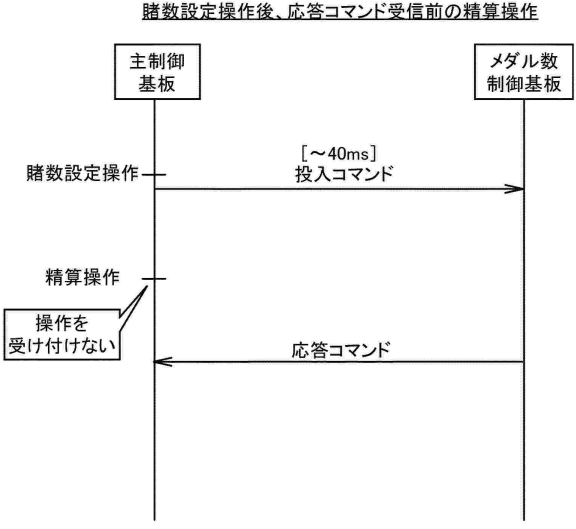 賭数設定操作後、応答コマンド受信前の精算操作
主制御
基板
メダル数
制御基板
[～40ms]
賭数設定操作
投入コマンド
精算操作
操作を
受け付けない
応答コマンド